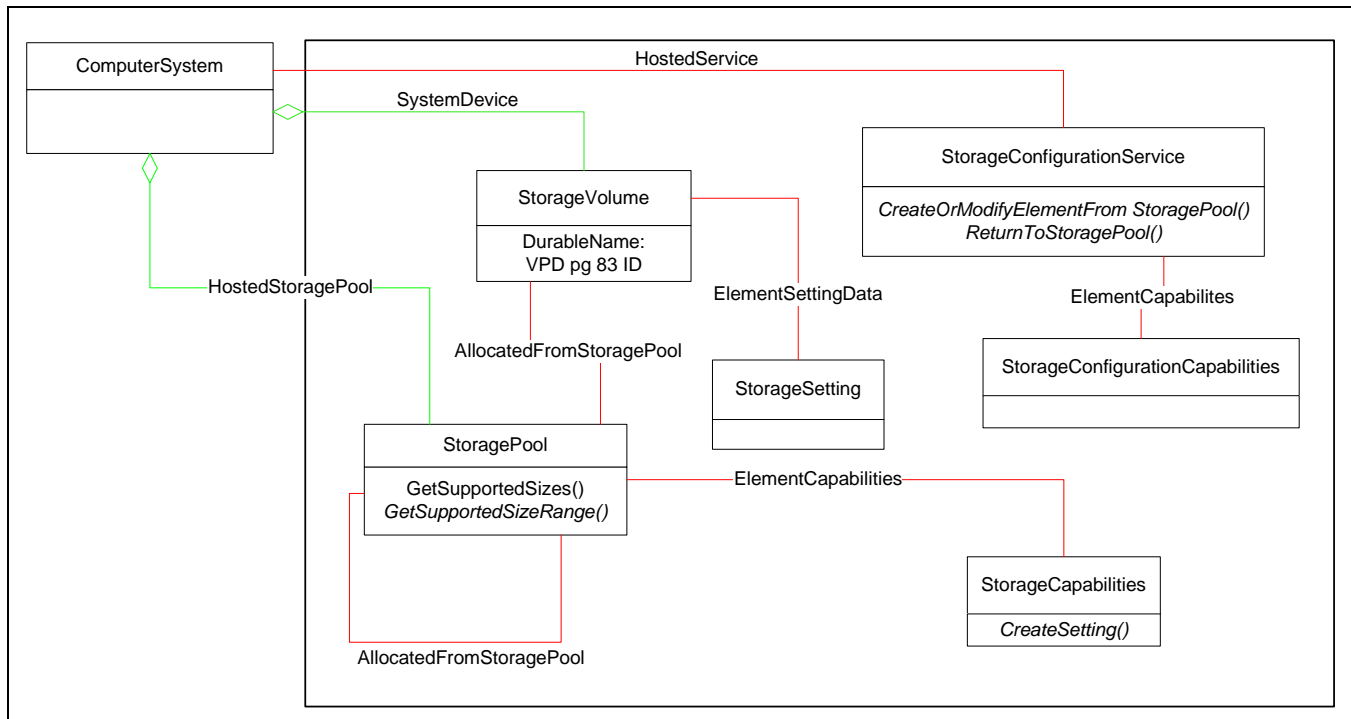 HostedService
ComputerSystem
SystemDevice
StorageConfigurationService
CreateOrModifyElementFrom StoragePool()
ReturnToStoragePool()
StorageVolume
DurableName:
VPD pg 83 ID
HostedStoragePool
ElementSettingData
ElementCapabilites
AllocatedFromStoragePool
StorageSetting
StorageConfigurationCapabilities
StoragePool
GetSupportedSizes()
GetSupportedSizeRange()
ElementCapabilities
StorageCapabilities
CreateSetting()
AllocatedFromStoragePool